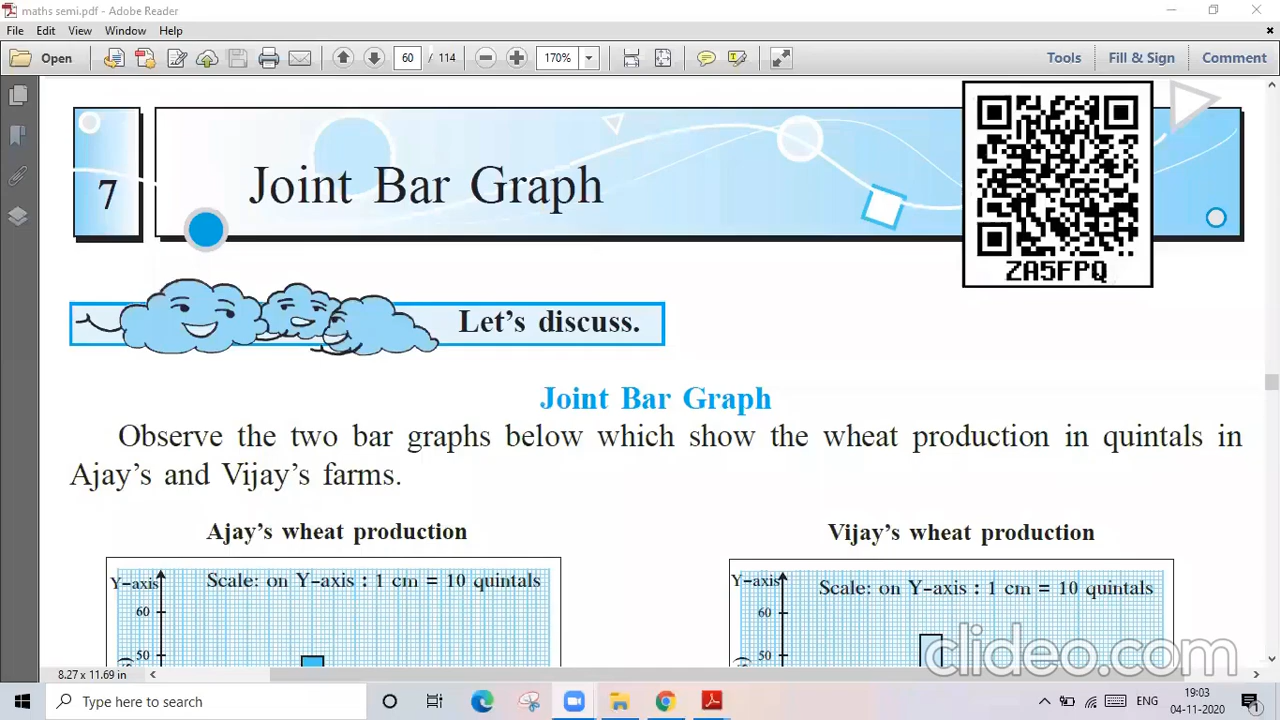 maths semi.pdf - Adobe Reader
File Edit View Window Help
Open 60 / 114 170% Tools Fill & Sign Comment
7
Joint Bar Graph
ZA5FPQ
Let's discuss.
Joint Bar Graph
Observe the two bar graphs below which show the wheat production in quintals in
Ajay's and Vijay's farms.
Ajay's wheat production
Y-axis
Scale: on Y-axis : 1 cm = 10 quintals
60
50
Vijay's wheat production
Y-axis
Scale: on Y-axis : 1 cm = 10 quintals
60
50
clideo.com
8.27 x 11.69 in
Type here to search
ENG
19:03
04-11-2020
1